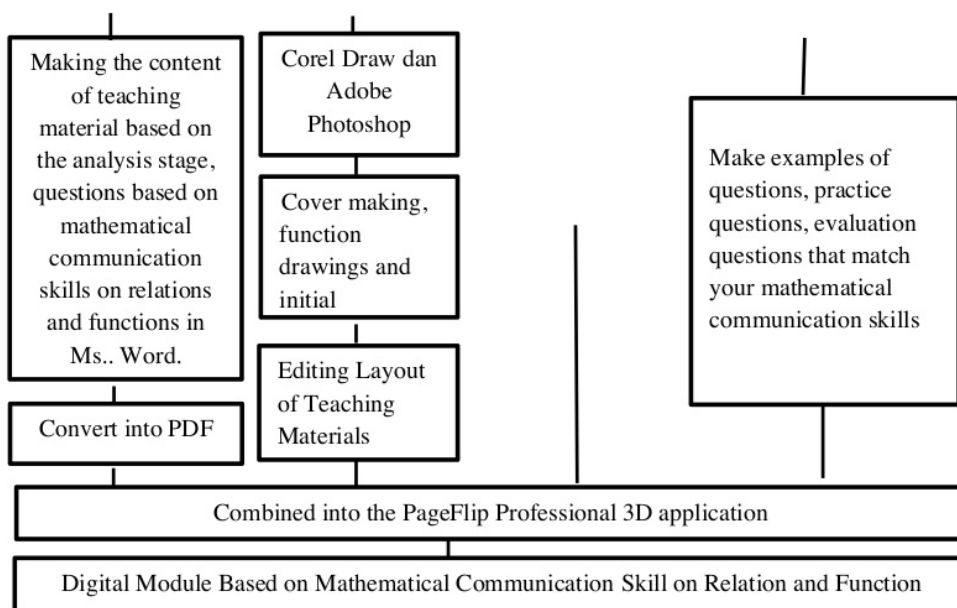 Making the content
of teaching
material based on
the analysis stage,
questions based on
mathematical
communication
skills on relations
and functions in
Ms.. Word.
Convert into PDF
Corel Draw dan
Adobe
Photoshop
Cover making,
function
drawings and
initial
Editing Layout
of Teaching
Materials
Make examples of
questions, practice
questions, evaluation
questions that match
your mathematical
communication skills
Combined into the PageFlip Professional 3D application
Digital Module Based on Mathematical Communication Skill on Relation and Function